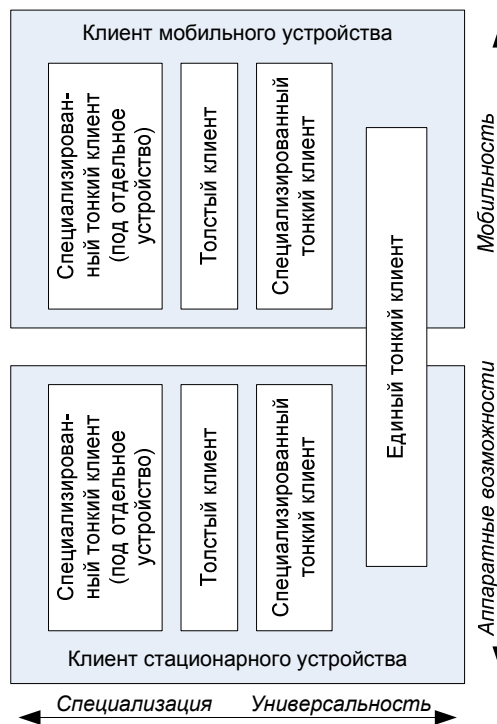 Клиент мобильного устройства
Специализирован-
ный тонкий клиент
(под отдельное
устройство)
Толстый клиент
Специализированный
тонкий клиент
Единый тонкий клиент
Мобильность
Специализирован-
ный тонкий клиент
(под отдельное
устройство)
Толстый клиент
Специализированный
тонкий клиент
Аппаратные возможности
Клиент стационарного устройства
Специализация
Универсальность